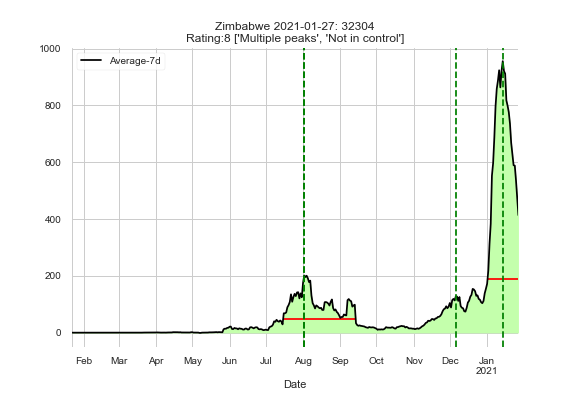 Zimbabwe 2021-01-27: 32304
Rating:8 ['Multiple peaks', 'Not in control']
Average-7d
1000
800
600
400
200
0
Feb Mar Apr May Jun Jul Aug Sep Oct Nov Dec Jan
2021
Date